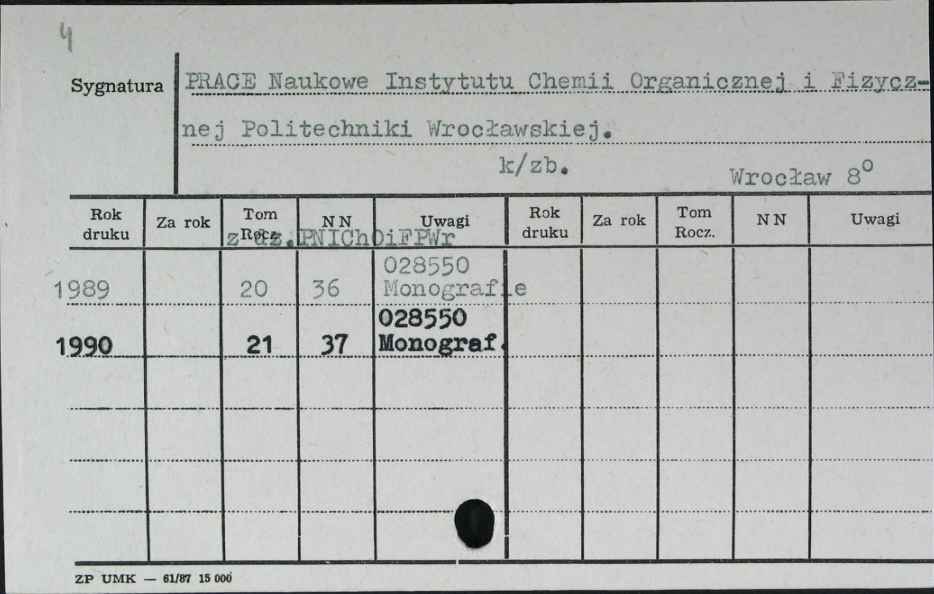 4
Sygnatura PRACE Naukowe Instytutu Chemii Organicznej i Fizycz-
nej Politechniki Wrocławskiej.
k/zb.
Wrocław 8°
Rok druku Za rok Tom Rocz. N N Uwagi Rok druku Za rok Tom Rocz. N N Uwagi
PNIChOiFPWr
028550
1989 20 36 Monografie
028550
1990 21 37 Monograf.
ZP UMK — 61/87 15 000